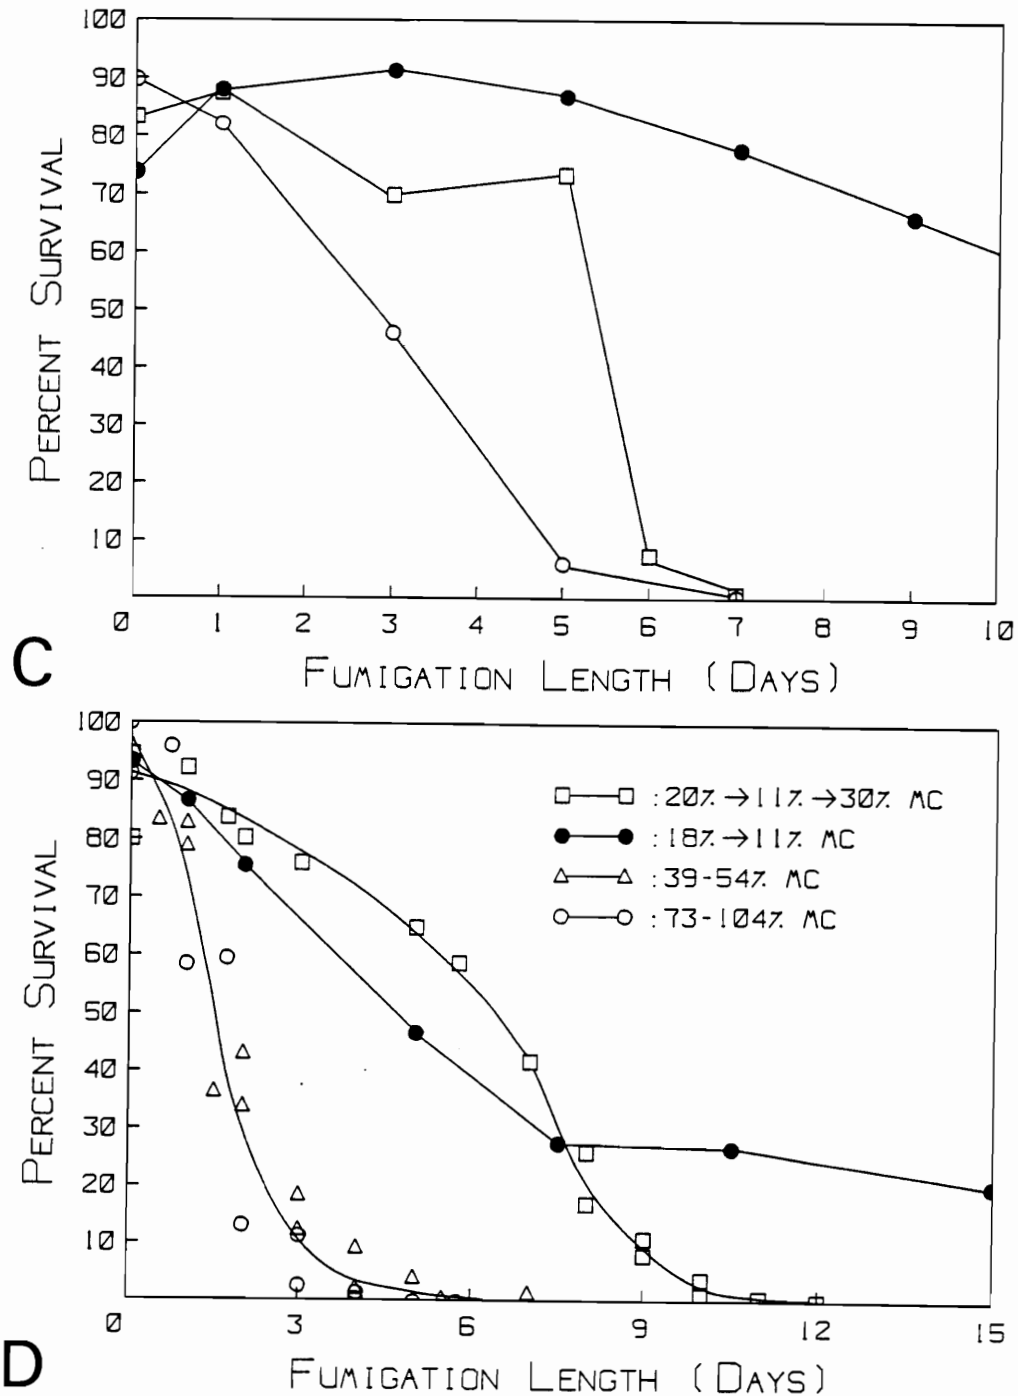 100
90
80
70
60
50
40
30
20
10
PERCENT SURVIVAL
0 1 2 3 4 5 6 7 8 9 10
C
FUMIGATION LENGTH (DAYS)
100
90
80
70
60
50
40
30
20
10
PERCENT SURVIVAL
:20%→11%→30% MC
:18%→11% MC
:39-54% MC
:73-104% MC
0 3 6 9 12 15
D
FUMIGATION LENGTH (DAYS)